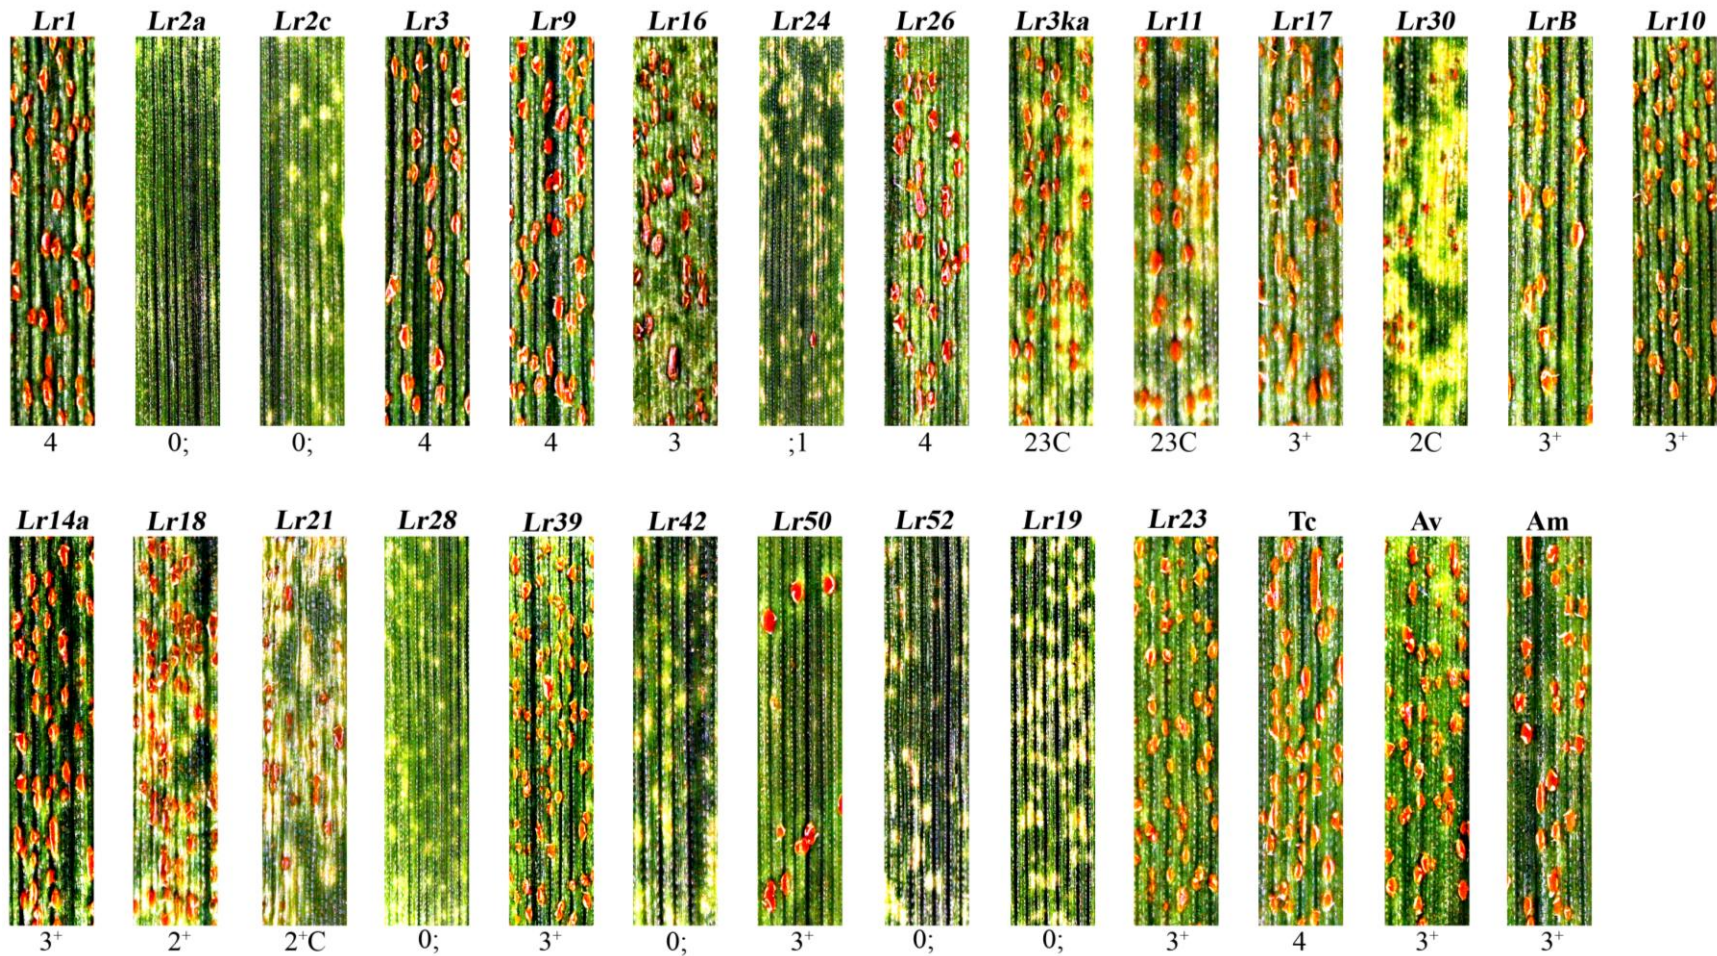 Lr1 Lr2a Lr2c Lr3 Lr9 Lr16 Lr24 Lr26 Lr3ka Lr11 Lr17 Lr30 LrB Lr10
4 0; 0; 4 4 3 ;1 4 23C 23C 3⁺ 2C 3⁺ 3⁺
Lr14a Lr18 Lr21 Lr28 Lr39 Lr42 Lr50 Lr52 Lr19 Lr23 Tc Av Am
3⁺ 2⁺ 2⁺C 0; 3⁺ 0; 3⁺ 0; 0; 3⁺ 4 3⁺ 3⁺